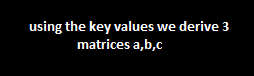 using the key values we derive 3
matrices a,b,c